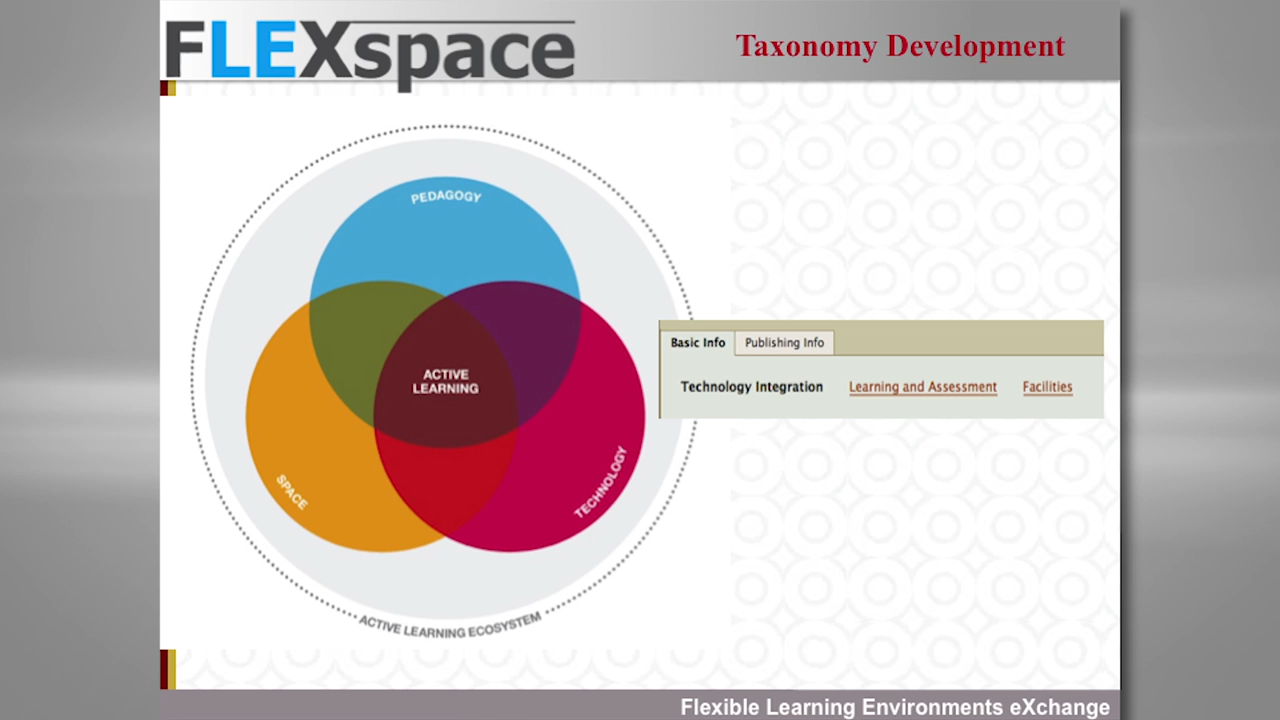 FLEXspace
Taxonomy Development
PEDAGOGY
ACTIVE
LEARNING
SPACE
TECHNOLOGY
ACTIVE LEARNING ECOSYSTEM
Basic Info
Publishing Info
Technology Integration
Learning and Assessment
Facilities
Flexible Learning Environments eXchange